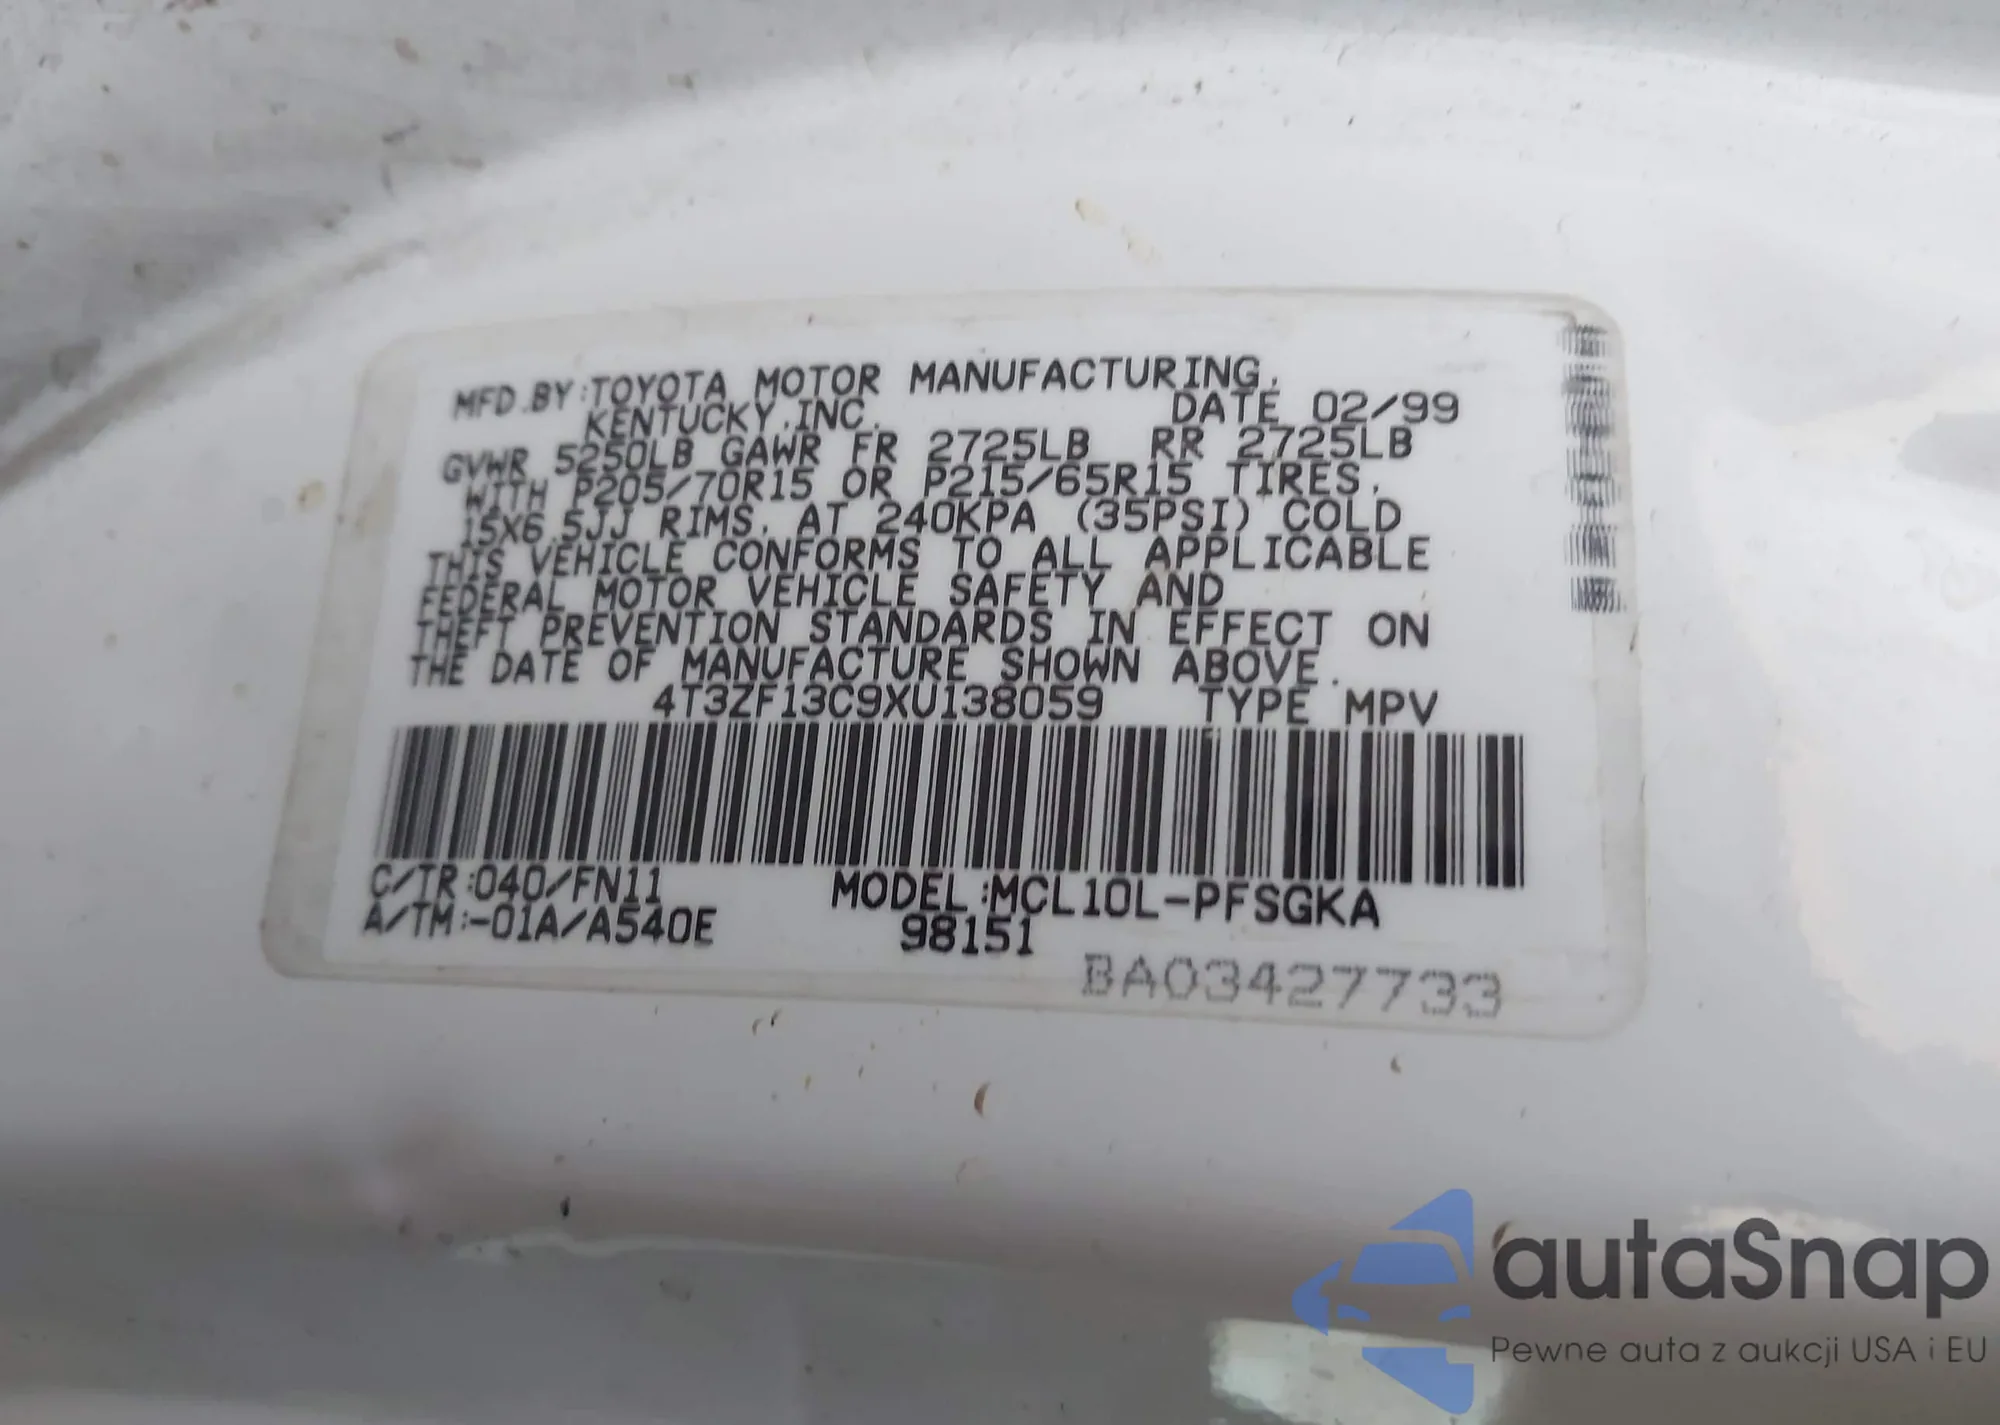 MFD.BY:TOYOTA MOTOR MANUFACTURING,
KENTUCKY,INC. DATE 02/99
GVWR 5250LB GAWR FR 2725LB RR 2725LB
WITH P205/70R15 OR P215/65R15 TIRES,
15X6.5JJ RIMS, AT 240KPA (35PSI) COLD
THIS VEHICLE CONFORMS TO ALL APPLICABLE
FEDERAL MOTOR VEHICLE SAFETY AND
THEFT PREVENTION STANDARDS IN EFFECT ON
THE DATE OF MANUFACTURE SHOWN ABOVE.
4T3ZF13C9XU138059 TYPE MPV
C/TR:040/FN11 MODEL:MCL10L-PFSGKA
A/TM:-01A/A540E 98151
BA03427733
autaSnap
Pewne auta z aukcji USA i EU